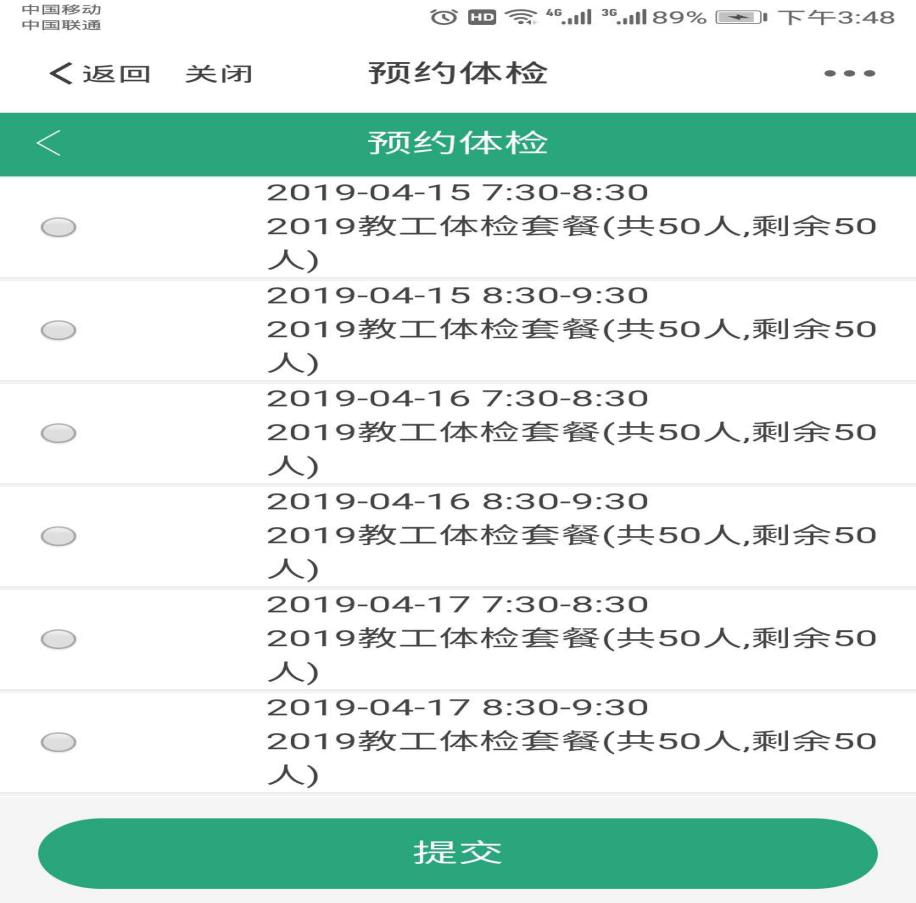 中国移动
中国联通
HD 4G 3G 89% 下午3:48
返回 关闭 预约体检
预约体检
2019-04-15 7:30-8:30
2019教工体检套餐(共50人,剩余50
人)
2019-04-15 8:30-9:30
2019教工体检套餐(共50人,剩余50
人)
2019-04-16 7:30-8:30
2019教工体检套餐(共50人,剩余50
人)
2019-04-16 8:30-9:30
2019教工体检套餐(共50人,剩余50
人)
2019-04-17 7:30-8:30
2019教工体检套餐(共50人,剩余50
人)
2019-04-17 8:30-9:30
2019教工体检套餐(共50人,剩余50
人)
提交